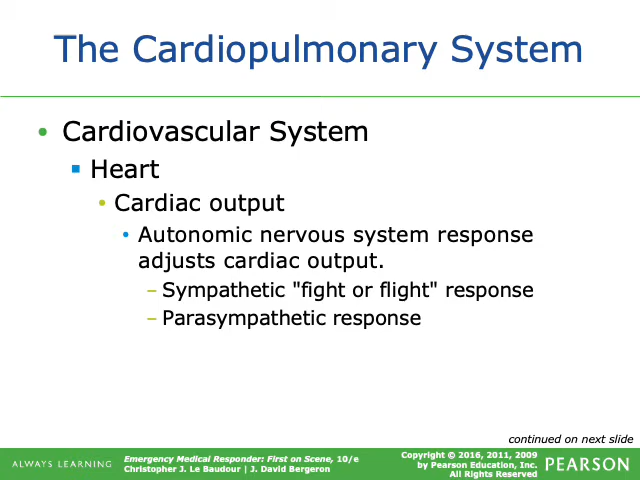 The Cardiopulmonary System
• Cardiovascular System
▪ Heart
• Cardiac output
• Autonomic nervous system response
adjusts cardiac output.
– Sympathetic "fight or flight" response
– Parasympathetic response
continued on next slide
ALWAYS LEARNING
Emergency Medical Responder: First on Scene, 10/e
Christopher J. Le Baudour | J. David Bergeron
Copyright © 2016, 2011, 2009
by Pearson Education, Inc.
All Rights Reserved
PEARSON